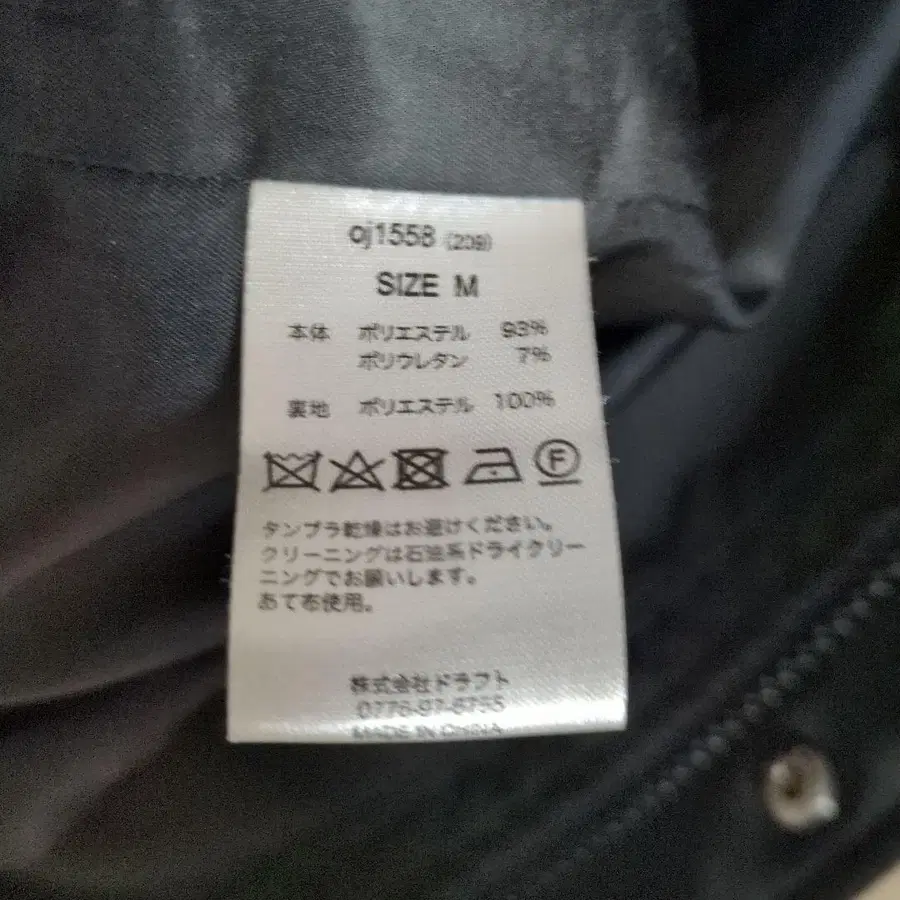 oj1558 (209)
SIZE M
本体 ポリエステル 93%
ポリウレタン 7%
裏地 ポリエステル 100%
F
タンブラ乾燥はお避けください。
クリーニングは石油系ドライクリー
ニングでお願いします。
あて布使用。
株式会社ドラフト
0776-97-6755
MADE IN CHINA